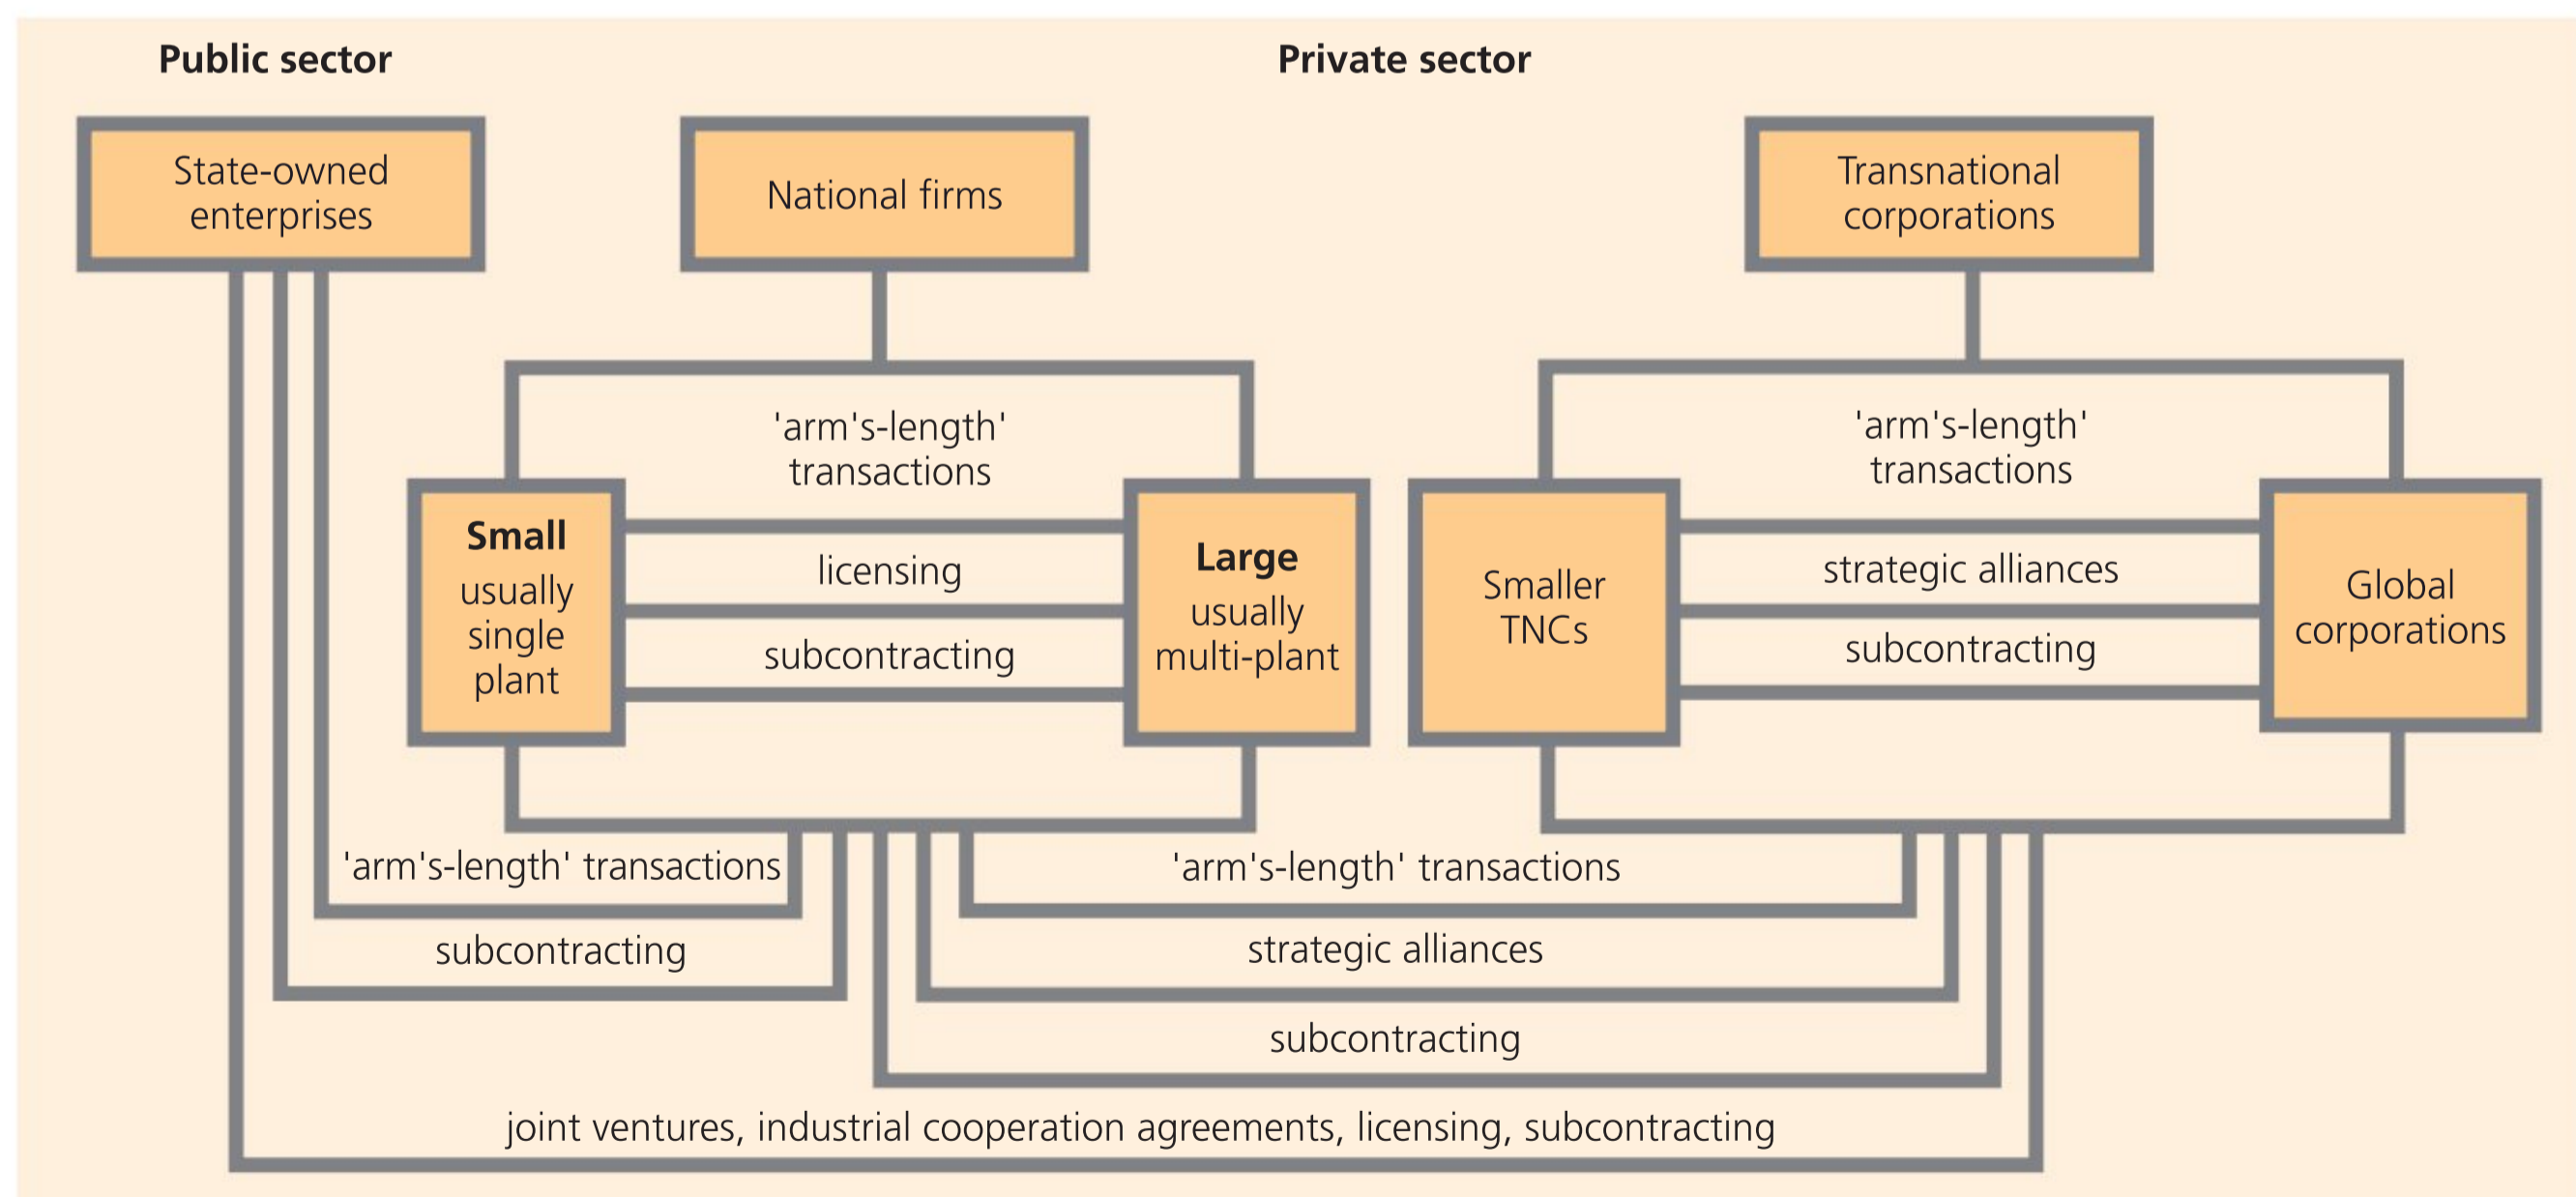 Public sector
Private sector
State-owned
enterprises
National firms
Transnational
corporations
'arm's-length'
transactions
'arm's-length'
transactions
Small
usually
single
plant
licensing
subcontracting
Large
usually
multi-plant
Smaller
TNCs
strategic alliances
subcontracting
Global
corporations
'arm's-length' transactions
'arm's-length' transactions
subcontracting
strategic alliances
subcontracting
joint ventures, industrial cooperation agreements, licensing, subcontracting